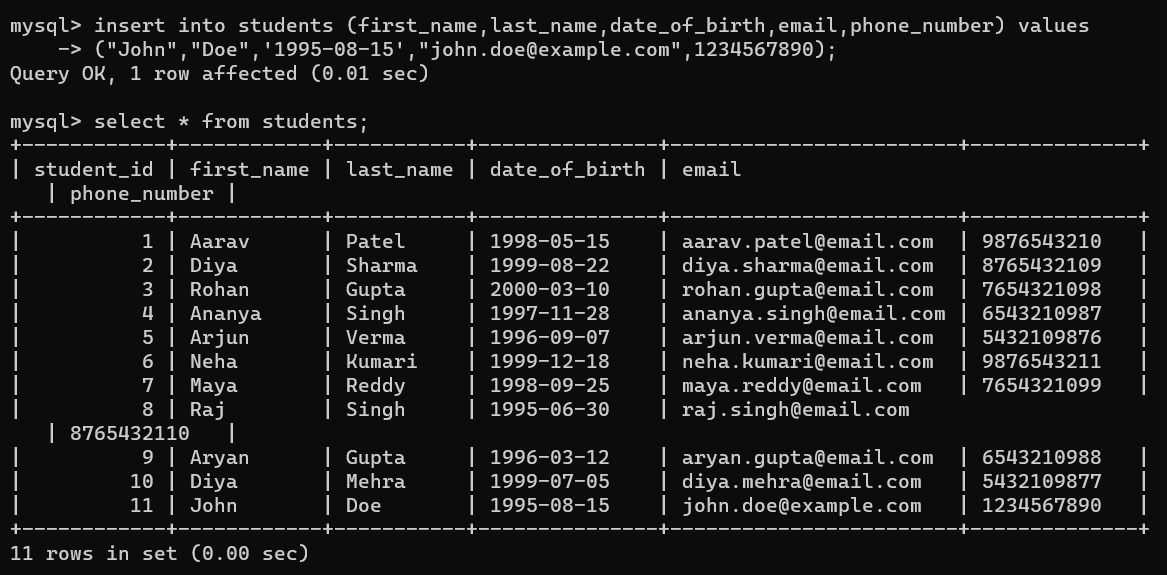 mysql> insert into students (first_name,last_name,date_of_birth,email,phone_number) values
    -> ("John","Doe",'1995-08-15',"john.doe@example.com",1234567890);
Query OK, 1 row affected (0.01 sec)

mysql> select * from students;
+------------+------------+-----------+---------------+------------------------+--------------+
| student_id | first_name | last_name | date_of_birth | email
   | phone_number |
+------------+------------+-----------+---------------+------------------------+--------------+
|          1 | Aarav      | Patel     | 1998-05-15    | aarav.patel@email.com  | 9876543210   |
|          2 | Diya       | Sharma    | 1999-08-22    | diya.sharma@email.com  | 8765432109   |
|          3 | Rohan      | Gupta     | 2000-03-10    | rohan.gupta@email.com  | 7654321098   |
|          4 | Ananya     | Singh     | 1997-11-28    | ananya.singh@email.com | 6543210987   |
|          5 | Arjun      | Verma     | 1996-09-07    | arjun.verma@email.com  | 5432109876   |
|          6 | Neha       | Kumari    | 1999-12-18    | neha.kumari@email.com  | 9876543211   |
|          7 | Maya       | Reddy     | 1998-09-25    | maya.reddy@email.com   | 7654321099   |
|          8 | Raj        | Singh     | 1995-06-30    | raj.singh@email.com
   | 8765432110   |
|          9 | Aryan      | Gupta     | 1996-03-12    | aryan.gupta@email.com  | 6543210988   |
|         10 | Diya       | Mehra     | 1999-07-05    | diya.mehra@email.com   | 5432109877   |
|         11 | John       | Doe       | 1995-08-15    | john.doe@example.com   | 1234567890   |
+------------+------------+-----------+---------------+------------------------+--------------+
11 rows in set (0.00 sec)